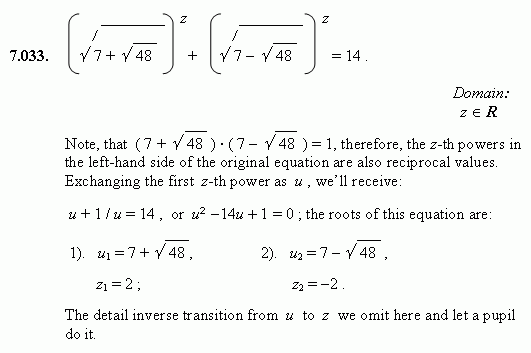 7.033. (√(7 + √48))^z + (√(7 − √48))^z = 14 .
Domain:
z ∈ R
Note, that (7 + √48 ) · (7 − √48 ) = 1, therefore, the z-th powers in
the left-hand side of the original equation are also reciprocal values.
Exchanging the first z-th power as u , we'll receive:
u + 1 / u = 14 , or u² − 14u + 1 = 0 ; the roots of this equation are:
1). u₁ = 7 + √48 , 2). u₂ = 7 − √48 ,
z₁ = 2 ; z₂ = −2 .
The detail inverse transition from u to z we omit here and let a pupil
do it.